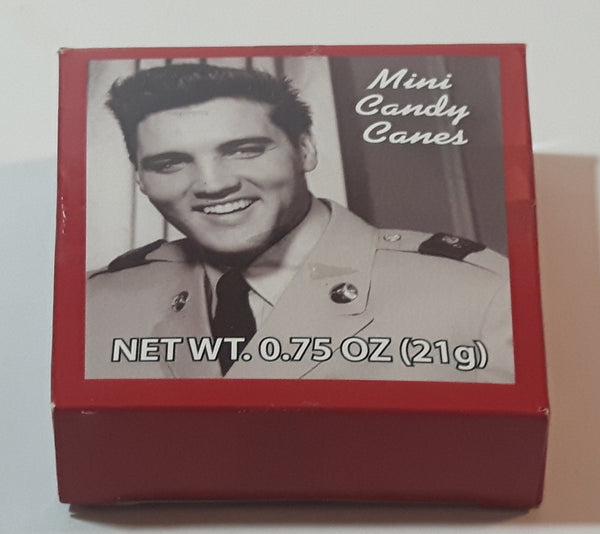 Mini
Candy
Canes
NET WT. 0.75 OZ (21g)